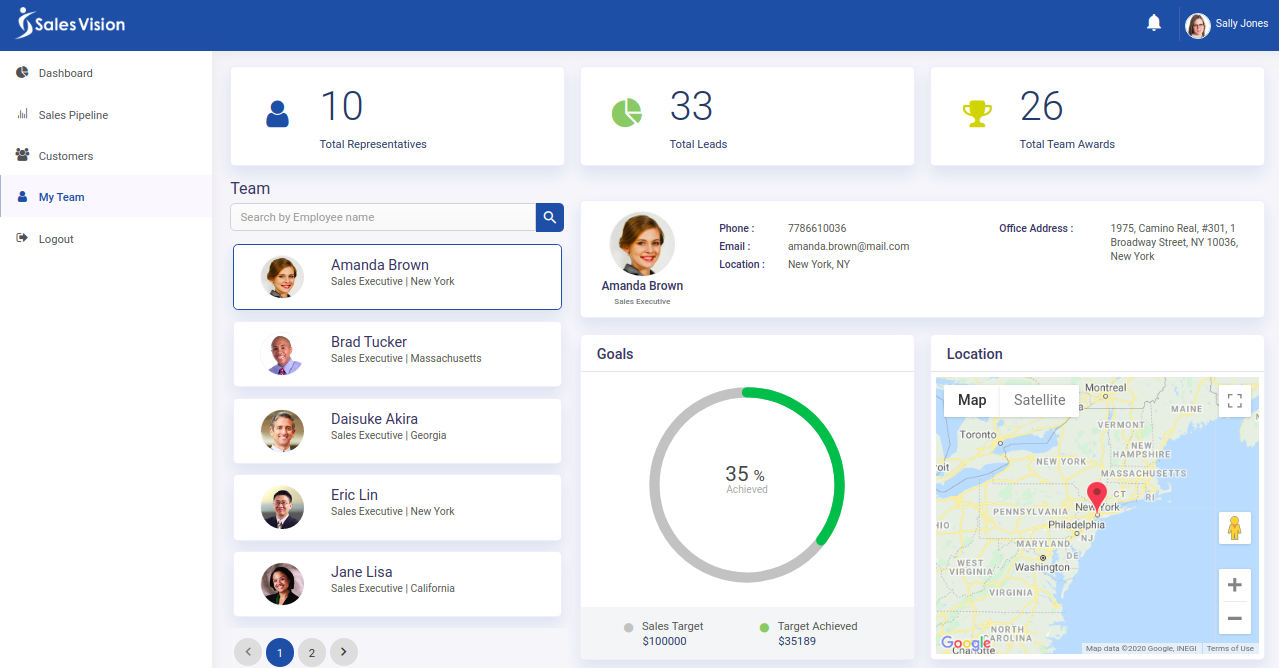 Sales Vision
Sally Jones
Dashboard
Sales Pipeline
Customers
My Team
Logout
10
Total Representatives
33
Total Leads
26
Total Team Awards
Team
Search by Employee name
Amanda Brown
Sales Executive | New York
Brad Tucker
Sales Executive | Massachusetts
Daisuke Akira
Sales Executive | Georgia
Eric Lin
Sales Executive | New York
Jane Lisa
Sales Executive | California
1
2
Amanda Brown
Sales Executive
Phone : 7786610036
Email : amanda.brown@mail.com
Location : New York, NY
Office Address : 1975, Camino Real, #301, 1
Broadway Street, NY 10036,
New York
Goals
35 %
Achieved
Sales Target
$100000
Target Achieved
$35189
Location
Map
Satellite
Montreal
MAINE
VERMONT
Toronto
NEW
HAMPSHIRE
NEW YORK
oit
MASSACHUSETTS
CT
RI
New York
PENNSYLVANIA
HIO
Philadelphia
NJ
MARYLAND
DE
WEST
VIRGINIA
Washington
VIRGINIA
NORTH
CAROLINA
Google
Charlotte
Map data ©2020 Google, INEGI
Terms of Use